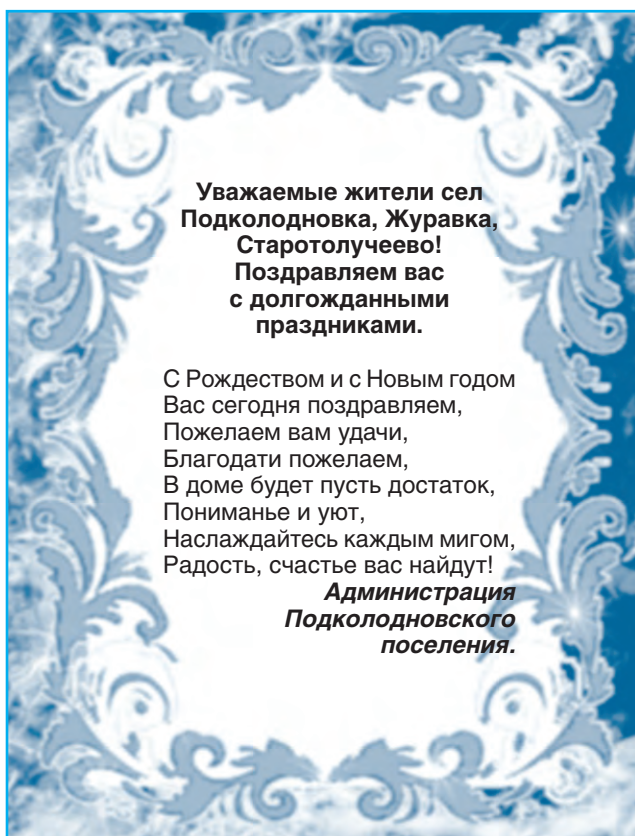 Уважаемые жители сел
Подколодновка, Журавка,
Старотолучеево!
Поздравляем вас
с долгожданными
праздниками.
С Рождеством и с Новым годом
Вас сегодня поздравляем,
Пожелаем вам удачи,
Благодати пожелаем,
В доме будет пусть достаток,
Пониманье и уют,
Наслаждайтесь каждым мигом,
Радость, счастье вас найдут!
Администрация
Подколодновского
поселения.